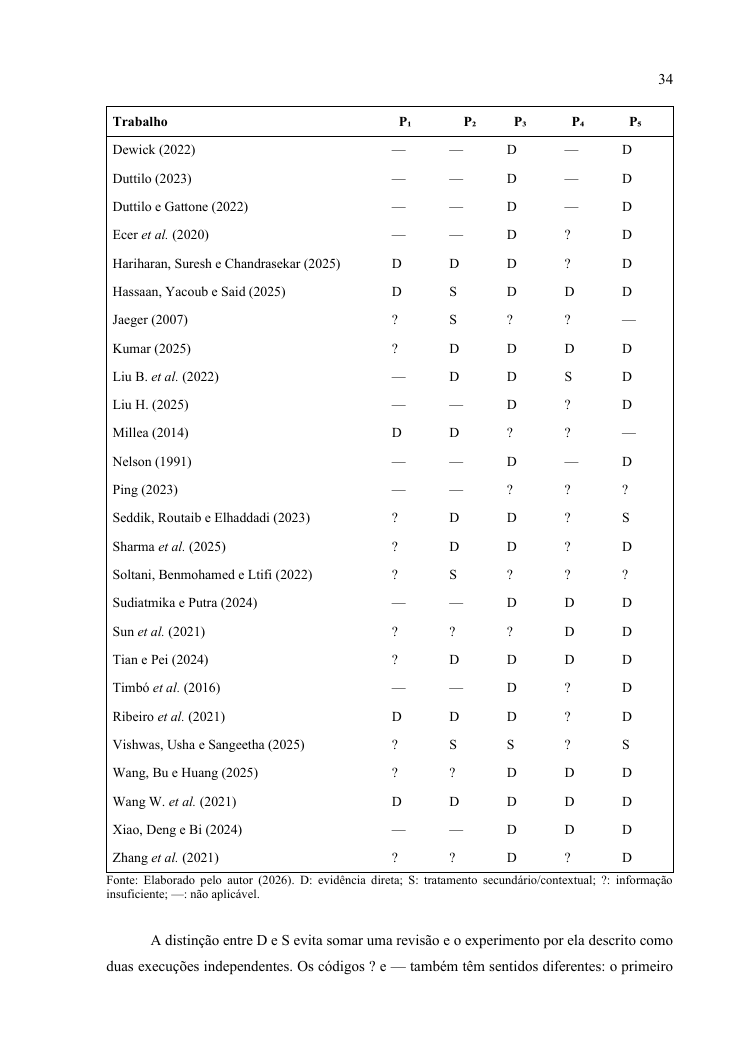 34
Trabalho P₁ P₂ P₃ P₄ P₅
Dewick (2022) — — D — D
Duttilo (2023) — — D — D
Duttilo e Gattone (2022) — — D — D
Ecer et al. (2020) — — D ? D
Hariharan, Suresh e Chandrasekar (2025) D D D ? D
Hassaan, Yacoub e Said (2025) D S D D D
Jaeger (2007) ? S ? ? —
Kumar (2025) ? D D D D
Liu B. et al. (2022) — D D S D
Liu H. (2025) — — D ? D
Millea (2014) D D ? ? —
Nelson (1991) — — D — D
Ping (2023) — — ? ? ?
Seddik, Routaib e Elhaddadi (2023) ? D D ? S
Sharma et al. (2025) ? D D ? D
Soltani, Benmohamed e Ltifi (2022) ? S ? ? ?
Sudiatmika e Putra (2024) — — D D D
Sun et al. (2021) ? ? ? D D
Tian e Pei (2024) ? D D D D
Timbó et al. (2016) — — D ? D
Ribeiro et al. (2021) D D D ? D
Vishwas, Usha e Sangeetha (2025) ? S S ? S
Wang, Bu e Huang (2025) ? ? D D D
Wang W. et al. (2021) D D D D D
Xiao, Deng e Bi (2024) — — D D D
Zhang et al. (2021) ? ? D ? D
Fonte: Elaborado pelo autor (2026). D: evidência direta; S: tratamento secundário/contextual; ?: informação
insuficiente; —: não aplicável.
A distinção entre D e S evita somar uma revisão e o experimento por ela descrito como
duas execuções independentes. Os códigos ? e — também têm sentidos diferentes: o primeiro